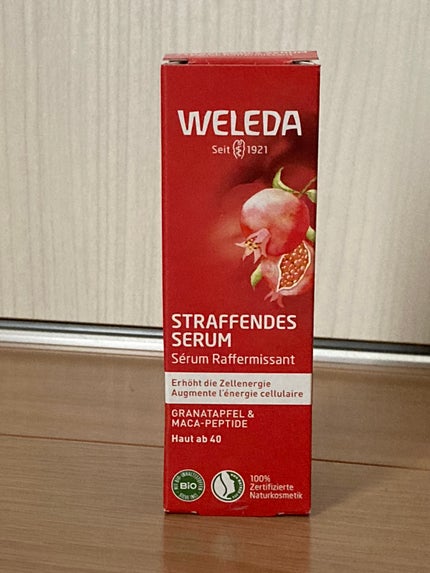 WELEDA
Seit 1921
STRAFFENDES
SERUM
Sérum Raffermissant
Erhöht die Zellenergie
Augmente l'énergie cellulaire
GRANATAPFEL &
MACA-PEPTIDE
Haut ab 40
BIO
100%
Zertifizierte
Naturkosmetik